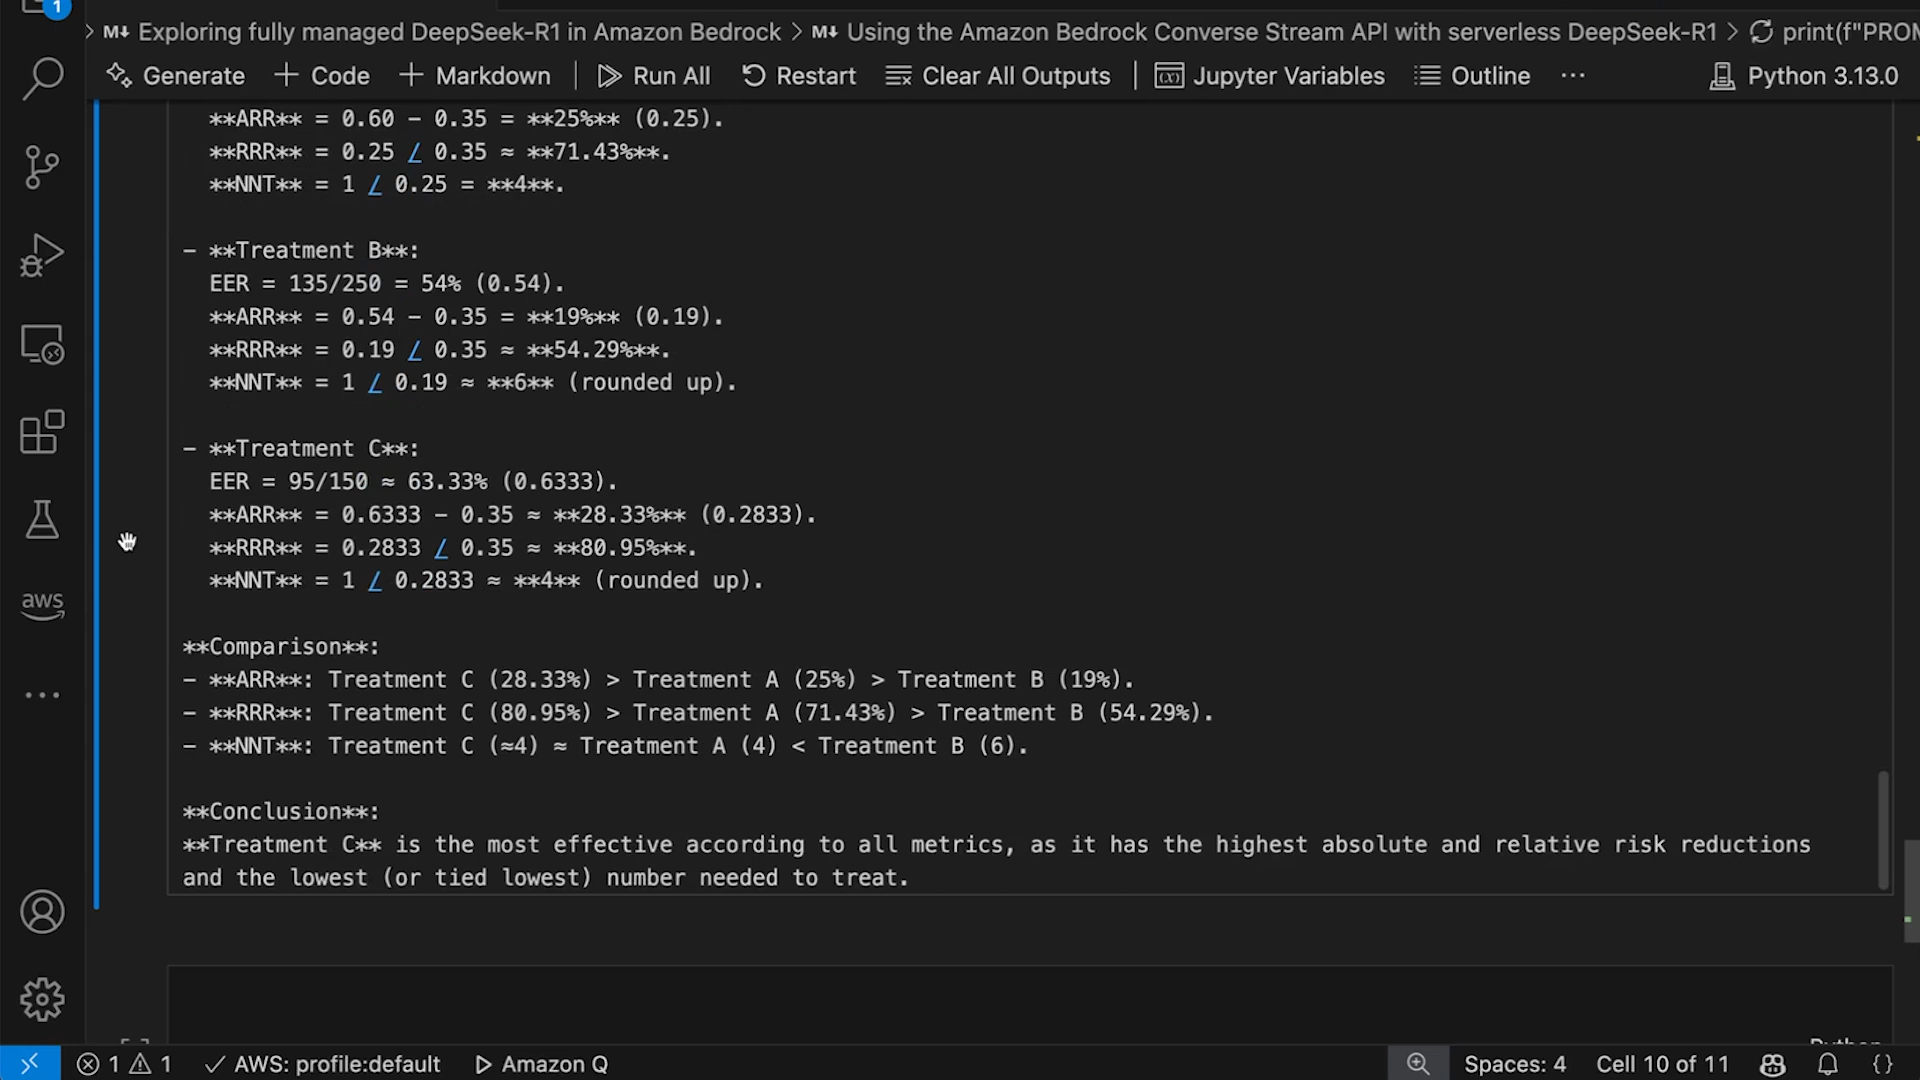 1
> M↓ Exploring fully managed DeepSeek-R1 in Amazon Bedrock > M↓ Using the Amazon Bedrock Converse Stream API with serverless DeepSeek-R1 > print(f"PROM
Generate + Code + Markdown | Run All Restart Clear All Outputs | Jupyter Variables Outline ... Python 3.13.0
**ARR** = 0.60 - 0.35 = **25%** (0.25).
**RRR** = 0.25 / 0.35 ≈ **71.43%**.
**NNT** = 1 / 0.25 = **4**.
- **Treatment B**:
EER = 135/250 = 54% (0.54).
**ARR** = 0.54 - 0.35 = **19%** (0.19).
**RRR** = 0.19 / 0.35 ≈ **54.29%**.
**NNT** = 1 / 0.19 ≈ **6** (rounded up).
- **Treatment C**:
EER = 95/150 ≈ 63.33% (0.6333).
**ARR** = 0.6333 - 0.35 ≈ **28.33%** (0.2833).
**RRR** = 0.2833 / 0.35 ≈ **80.95%**.
**NNT** = 1 / 0.2833 ≈ **4** (rounded up).
aws
**Comparison**:
- **ARR**: Treatment C (28.33%) > Treatment A (25%) > Treatment B (19%).
- **RRR**: Treatment C (80.95%) > Treatment A (71.43%) > Treatment B (54.29%).
- **NNT**: Treatment C (≈4) ≈ Treatment A (4) < Treatment B (6).
**Conclusion**:
**Treatment C** is the most effective according to all metrics, as it has the highest absolute and relative risk reductions
and the lowest (or tied lowest) number needed to treat.
Python
1 1 AWS: profile:default Amazon Q Spaces: 4 Cell 10 of 11 {}